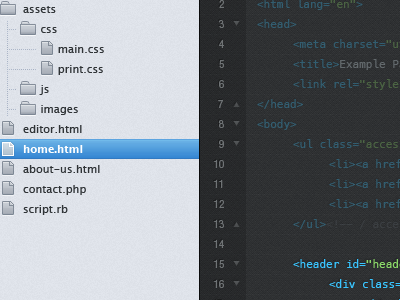 assets
css
main.css
print.css
js
images
editor.html
home.html
about-us.html
contact.php
script.rb
2 <html lang="en">
3 <head>
4 <meta charset="u
5 <title>Example P
6 <link rel="style
7 </head>
8 <body>
9 <ul class="acces
10 <li><a href
11 <li><a href
12 <li><a href
13 </ul><!-- / acce
14
15 <header id="head
16 <div class=